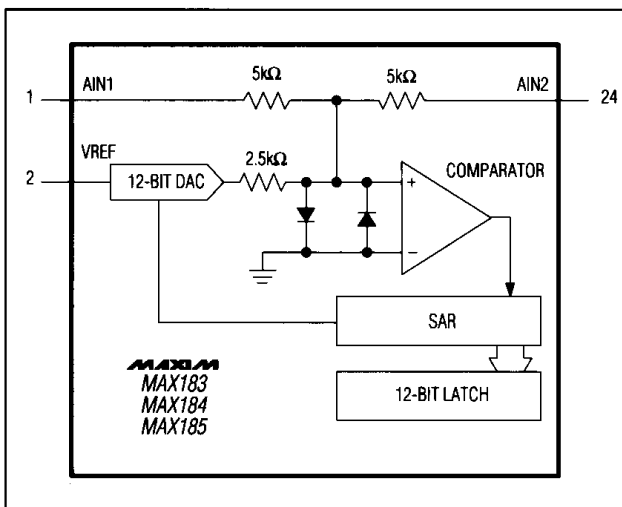 5kΩ
5kΩ
1
AIN1
AIN2
24
VREF
2.5kΩ
COMPARATOR
2
12-BIT DAC
+
−
SAR
MAXIM
MAX183
MAX184
MAX185
12-BIT LATCH